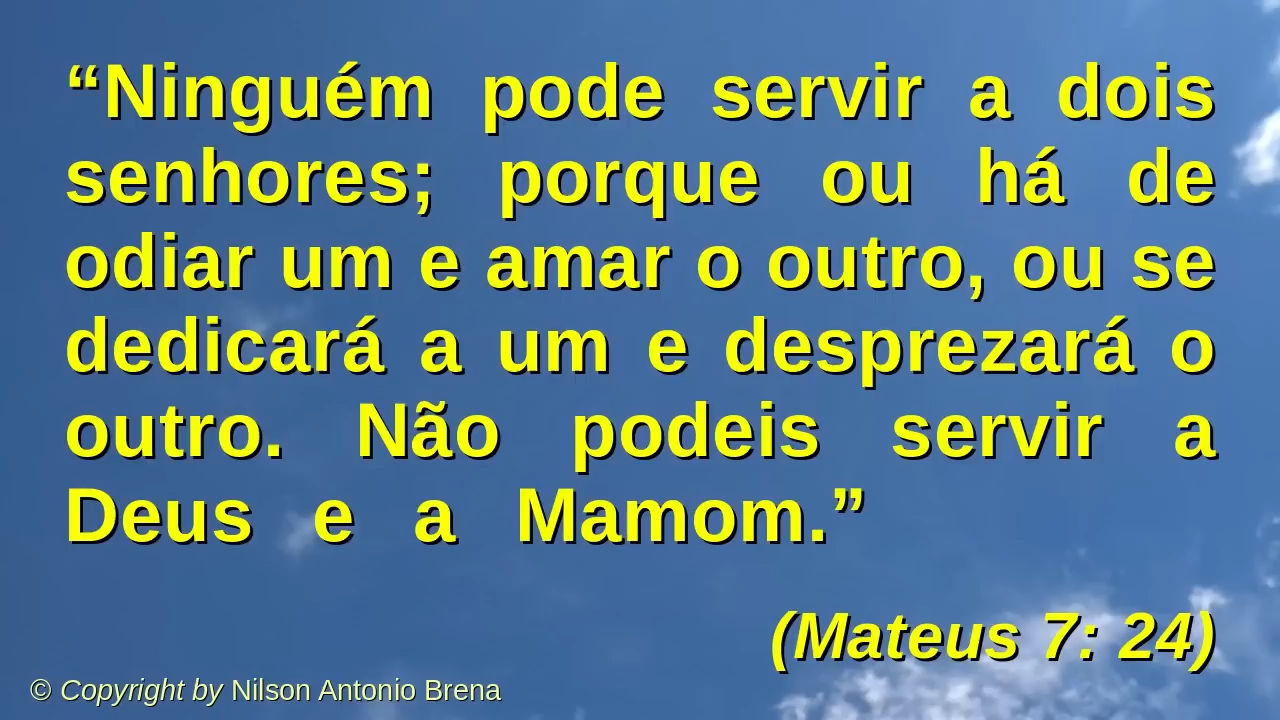 “Ninguém pode servir a dois
senhores; porque ou há de
odiar um e amar o outro, ou se
dedicará a um e desprezará o
outro. Não podeis servir a
Deus e a Mamom.”
(Mateus 7: 24)
© Copyright by Nilson Antonio Brena